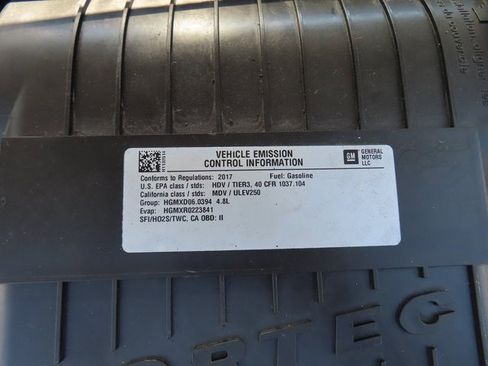 VEHICLE EMISSION
CONTROL INFORMATION
GM
GENERAL
MOTORS
LLC
Conforms to Regulations: 2017 Fuel: Gasoline
U.S. EPA class / stds: HDV / TIER3, 40 CFR 1037.104
California class / stds: MDV / ULEV250
Group: HGMXD06.0394 4.8L
Evap: HGMXR0223841
SFI/HO2S/TWC, CA OBD: II
ORTEC